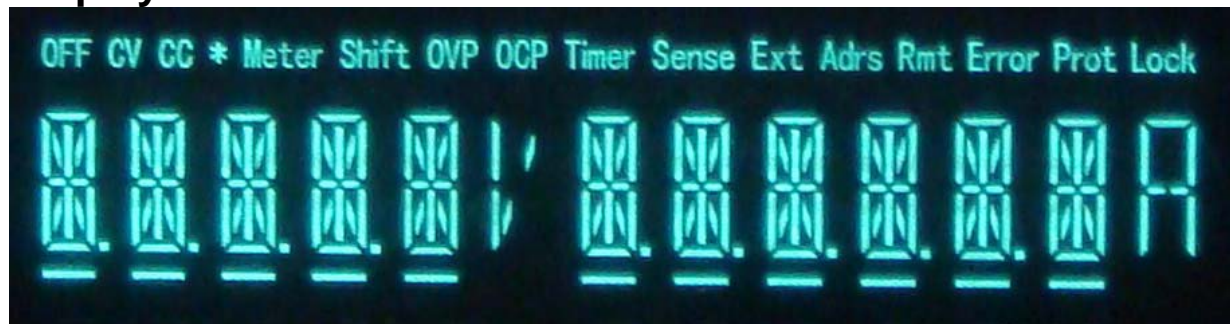 OFF CV CC * Meter Shift OVP OCP Timer Sense Ext Adrs Rmt Error Prot Lock
V A